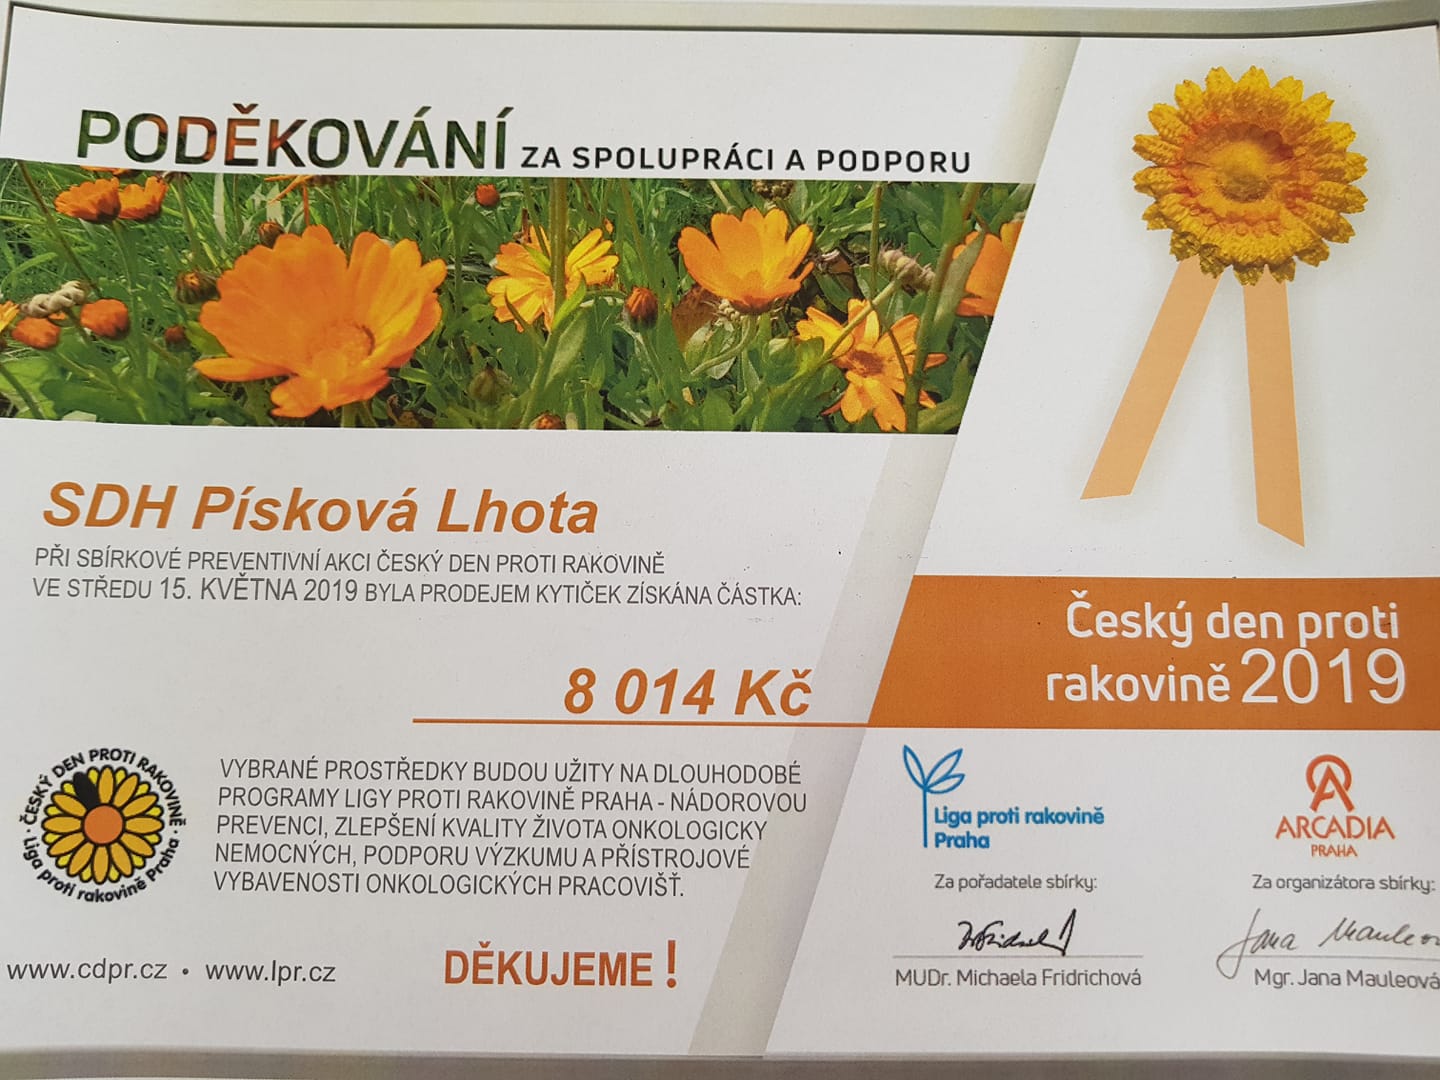 PODĚKOVÁNÍ ZA SPOLUPRÁCI A PODPORU
SDH Písková Lhota
PŘI SBÍRKOVÉ PREVENTIVNÍ AKCI ČESKÝ DEN PROTI RAKOVINĚ
VE STŘEDU 15. KVĚTNA 2019 BYLA PRODEJEM KYTIČEK ZÍSKÁNA ČÁSTKA:
8 014 Kč
Český den proti
rakovině 2019
· ČESKÝ DEN PROTI RAKOVINĚ ·
Liga proti rakovině Praha
VYBRANÉ PROSTŘEDKY BUDOU UŽITY NA DLOUHODOBÉ
PROGRAMY LIGY PROTI RAKOVINĚ PRAHA - NÁDOROVOU
PREVENCI, ZLEPŠENÍ KVALITY ŽIVOTA ONKOLOGICKY
NEMOCNÝCH, PODPORU VÝZKUMU A PŘÍSTROJOVÉ
VYBAVENOSTI ONKOLOGICKÝCH PRACOVIŠŤ.
www.cdpr.cz • www.lpr.cz
DĚKUJEME !
Liga proti rakovině
Praha
Za pořadatele sbírky:
MUDr. Michaela Fridrichová
ARCADIA
PRAHA
Za organizátora sbírky:
Jana Mauleo
Mgr. Jana Mauleová